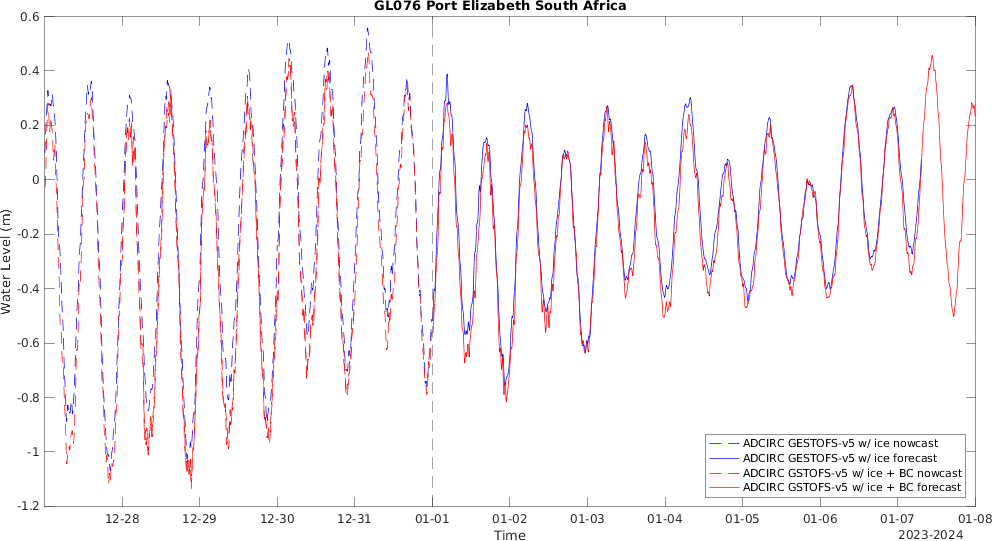 GL076 Port Elizabeth South Africa
0.6
0.4
0.2
0
-0.2
-0.4
-0.6
-0.8
-1
-1.2
Water Level (m)
ADCIRC GESTOFS-v5 w/ ice nowcast
ADCIRC GESTOFS-v5 w/ ice forecast
ADCIRC GSTOFS-v5 w/ ice + BC nowcast
ADCIRC GSTOFS-v5 w/ ice + BC forecast
12-28 12-29 12-30 12-31 01-01 01-02 01-03 01-04 01-05 01-06 01-07 01-08
Time
2023-2024